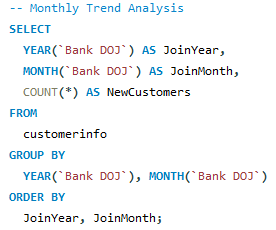 -- Monthly Trend Analysis
SELECT
  YEAR(`Bank DOJ`) AS JoinYear,
  MONTH(`Bank DOJ`) AS JoinMonth,
  COUNT(*) AS NewCustomers
FROM
  customerinfo
GROUP BY
  YEAR(`Bank DOJ`), MONTH(`Bank DOJ`)
ORDER BY
  JoinYear, JoinMonth;